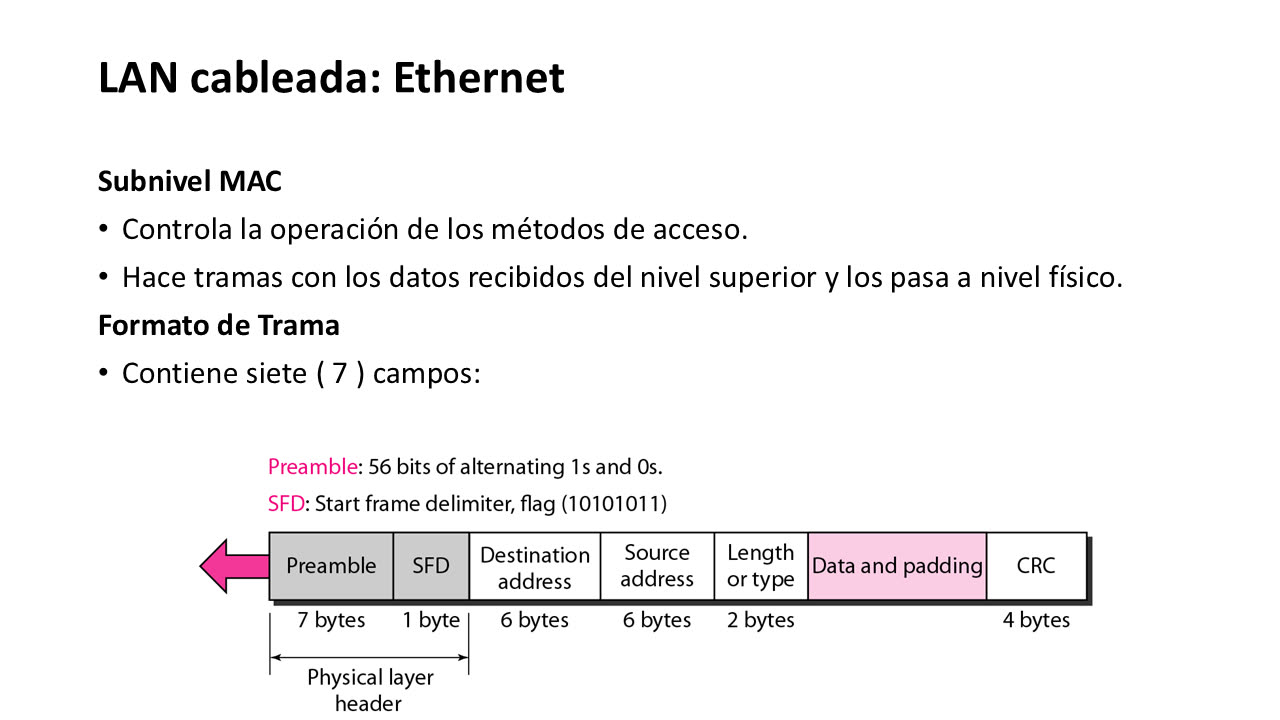 LAN cableada: Ethernet
Subnivel MAC
• Controla la operación de los métodos de acceso.
• Hace tramas con los datos recibidos del nivel superior y los pasa a nivel físico.
Formato de Trama
• Contiene siete ( 7 ) campos:
Preamble: 56 bits of alternating 1s and 0s.
SFD: Start frame delimiter, flag (10101011)
Preamble
SFD
Destination
address
Source
address
Length
or type
Data and padding
CRC
7 bytes
1 byte
6 bytes
6 bytes
2 bytes
4 bytes
Physical layer
header